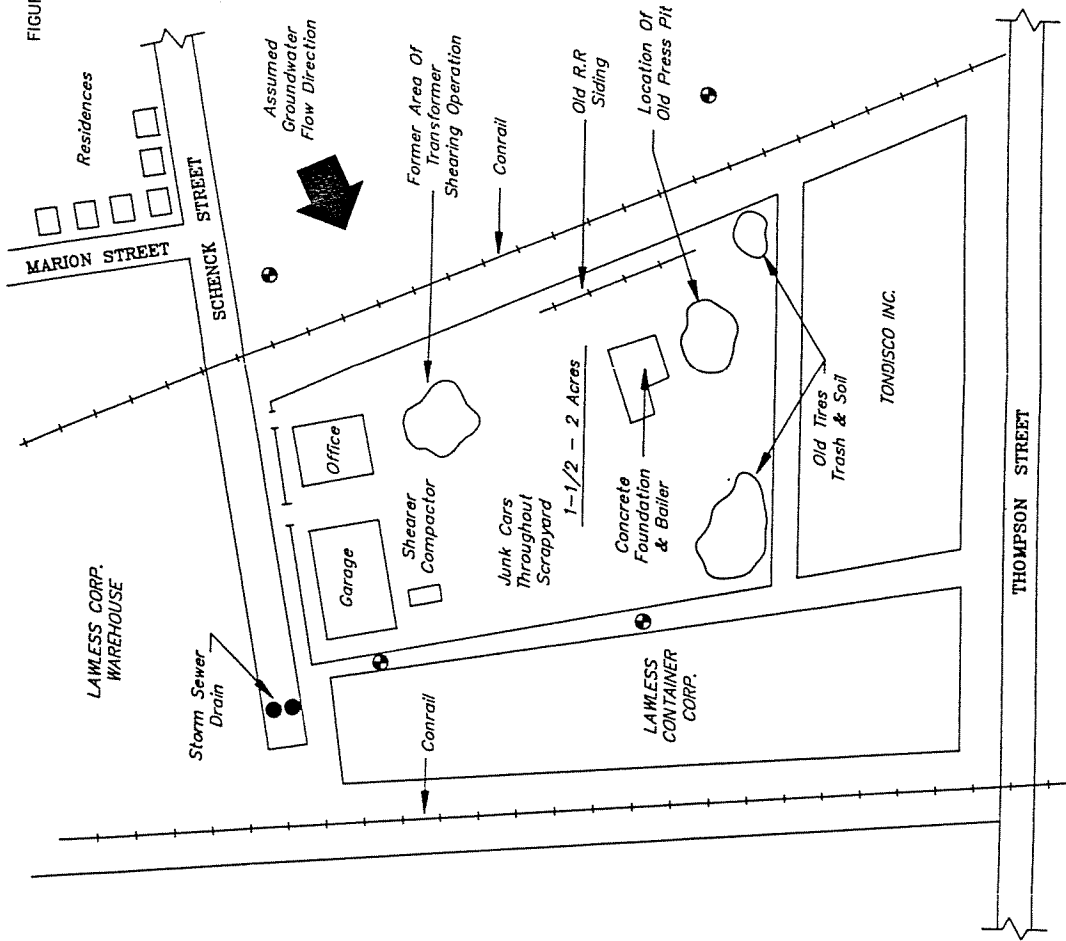 FIGU
Residences
MARION STREET
SCHENCK STREET
Assumed
Groundwater
Flow Direction
LAWLESS CORP.
WAREHOUSE
Storm Sewer
Drain
Former Area Of
Transformer
Shearing Operation
Conrail
Office
Garage
Shearer
Compactor
Old R.R
Siding
Location Of
Old Press Pit
Junk Cars
Throughout
Scrapyard
1-1/2 - 2 Acres
Concrete
Foundation
& Bailer
Old Tires
Trash & Soil
TONDISCO INC.
Conrail
LAWLESS
CONTAINER
CORP.
THOMPSON STREET